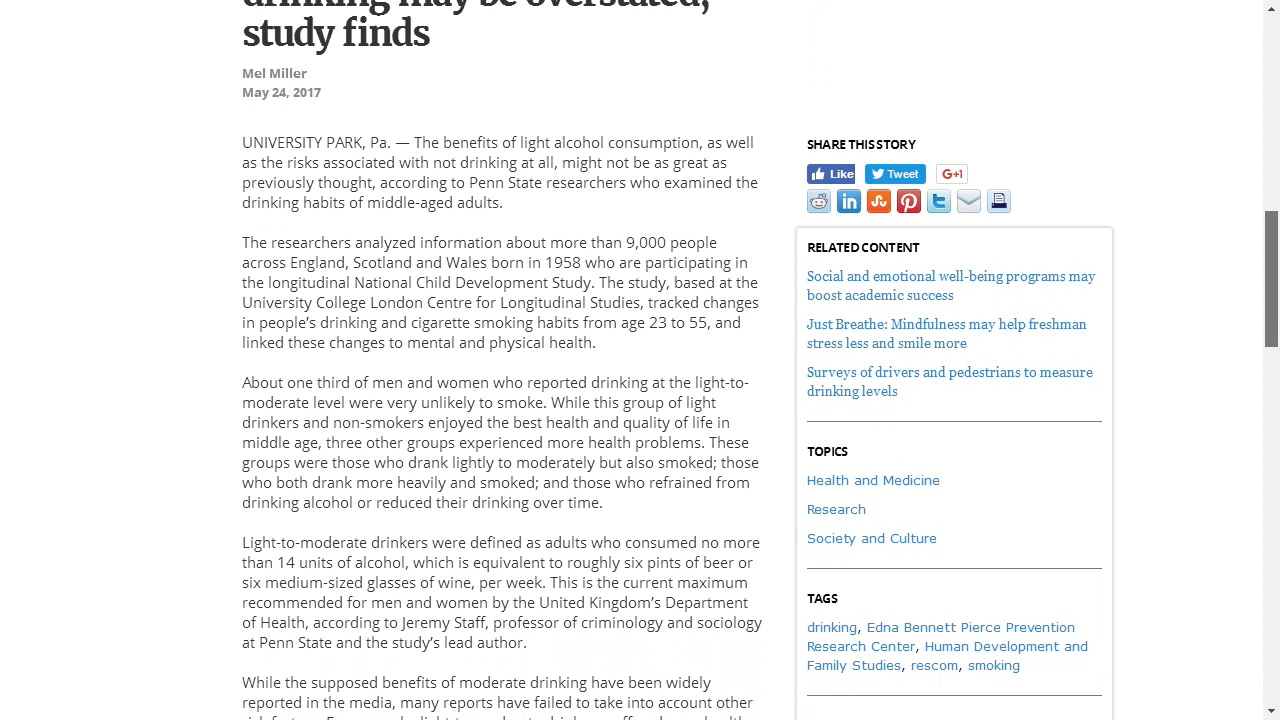 drinking may be overstated,
study finds
Mel Miller
May 24, 2017
UNIVERSITY PARK, Pa. — The benefits of light alcohol consumption, as well
as the risks associated with not drinking at all, might not be as great as
previously thought, according to Penn State researchers who examined the
drinking habits of middle-aged adults.
The researchers analyzed information about more than 9,000 people
across England, Scotland and Wales born in 1958 who are participating in
the longitudinal National Child Development Study. The study, based at the
University College London Centre for Longitudinal Studies, tracked changes
in people’s drinking and cigarette smoking habits from age 23 to 55, and
linked these changes to mental and physical health.
About one third of men and women who reported drinking at the light-to-
moderate level were very unlikely to smoke. While this group of light
drinkers and non-smokers enjoyed the best health and quality of life in
middle age, three other groups experienced more health problems. These
groups were those who drank lightly to moderately but also smoked; those
who both drank more heavily and smoked; and those who refrained from
drinking alcohol or reduced their drinking over time.
Light-to-moderate drinkers were defined as adults who consumed no more
than 14 units of alcohol, which is equivalent to roughly six pints of beer or
six medium-sized glasses of wine, per week. This is the current maximum
recommended for men and women by the United Kingdom’s Department
of Health, according to Jeremy Staff, professor of criminology and sociology
at Penn State and the study’s lead author.
While the supposed benefits of moderate drinking have been widely
reported in the media, many reports have failed to take into account other
SHARE THIS STORY
Like Tweet G+1
in
RELATED CONTENT
Social and emotional well-being programs may
boost academic success
Just Breathe: Mindfulness may help freshman
stress less and smile more
Surveys of drivers and pedestrians to measure
drinking levels
TOPICS
Health and Medicine
Research
Society and Culture
TAGS
drinking, Edna Bennett Pierce Prevention
Research Center, Human Development and
Family Studies, rescom, smoking